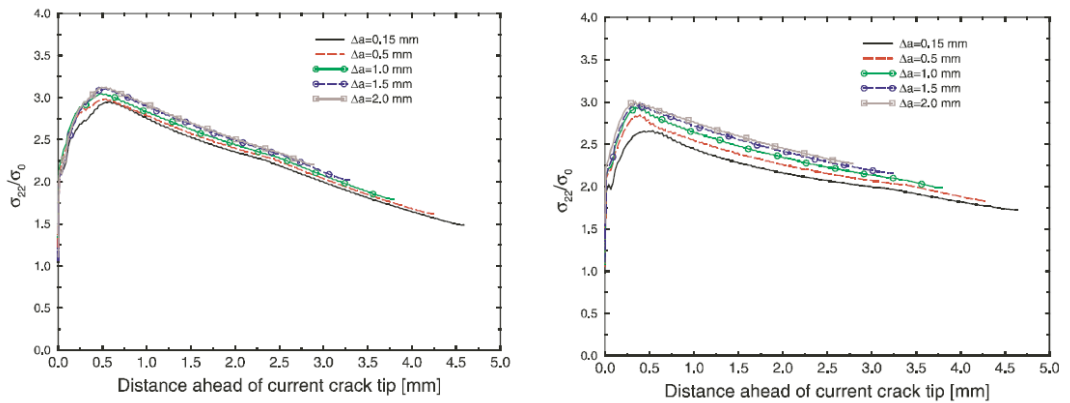 4.0
3.5
3.0
2.5
2.0
1.5
1.0
0.5
0.0
σ22/σ0
Δa=0.15 mm
Δa=0.5 mm
Δa=1.0 mm
Δa=1.5 mm
Δa=2.0 mm
0.0 0.5 1.0 1.5 2.0 2.5 3.0 3.5 4.0 4.5 5.0
Distance ahead of current crack tip [mm]
4.0
3.5
3.0
2.5
2.0
1.5
1.0
0.5
0.0
σ22/σ0
Δa=0.15 mm
Δa=0.5 mm
Δa=1.0 mm
Δa=1.5 mm
Δa=2.0 mm
0.0 0.5 1.0 1.5 2.0 2.5 3.0 3.5 4.0 4.5 5.0
Distance ahead of current crack tip [mm]